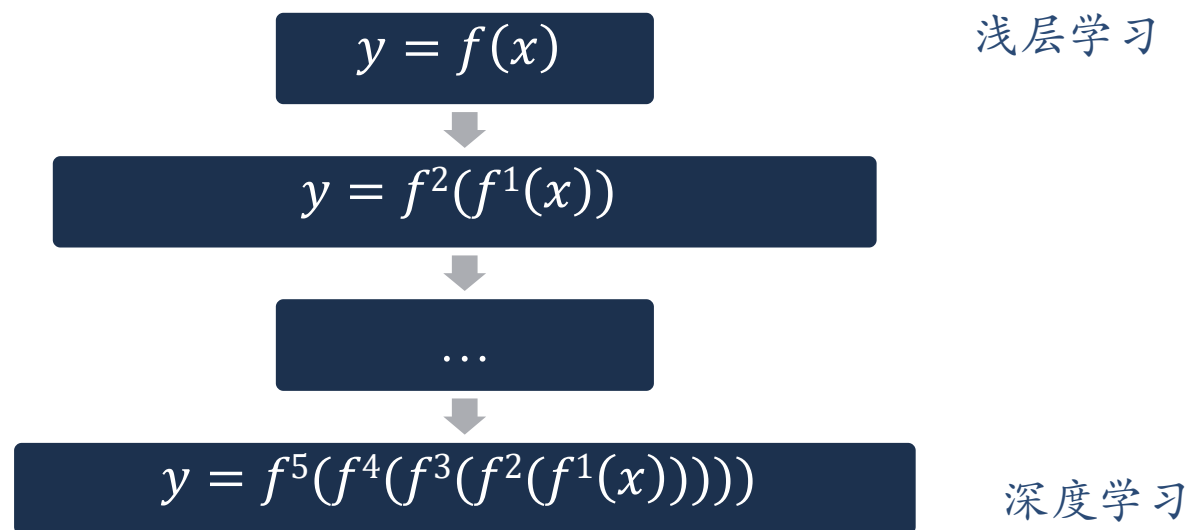 y = f(x)
浅层学习
y = f²(f¹(x))
...
y = f⁵(f⁴(f³(f²(f¹(x)))))
深度学习